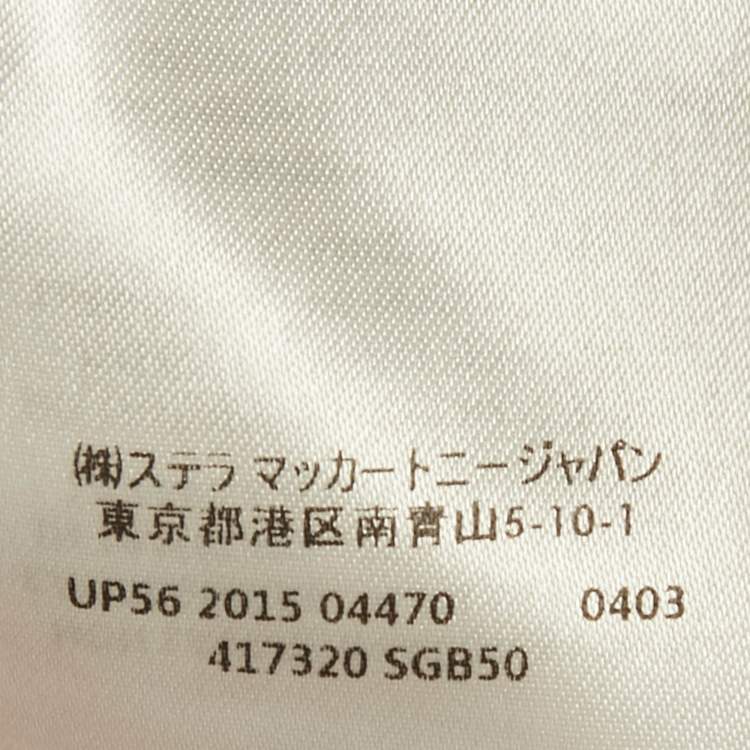 ㈱ステラ マッカートニージャパン
東京都港区南青山5-10-1
UP56 2015 04470 0403
417320 SGB50